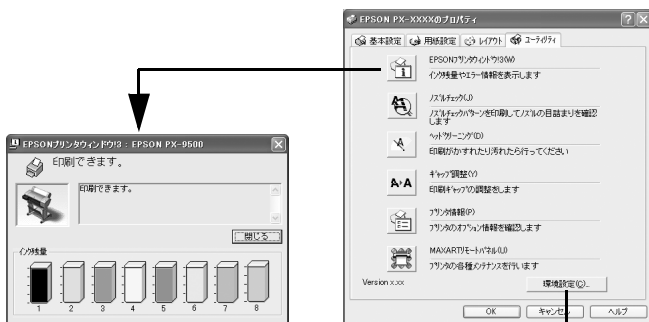 EPSON PX-XXXXのプロパティ
基本設定
用紙設定
レイアウト
ユーティリティ
EPSONプリンタウィンドウ!3(W)
インク残量やエラー情報を表示します
ノズルチェック(J)
ノズルチェックパターンを印刷してノズルの目詰まりを確認
します
ヘッドクリーニング(D)
印刷がかすれたり汚れたら行ってください
ギャップ調整(Y)
印刷ギャップの調整をします
プリンタ情報(P)
プリンタのオプション情報を確認します
MAXARTリモートパネル(U)
プリンタの各種メンテナンスを行います
Version x.xx
環境設定(C)...
OK
キャンセル
ヘルプ
EPSONプリンタウィンドウ!3 : EPSON PX-9500
印刷できます。
印刷できます。
閉じる
インク残量
1 2 3 4 5 6 7 8